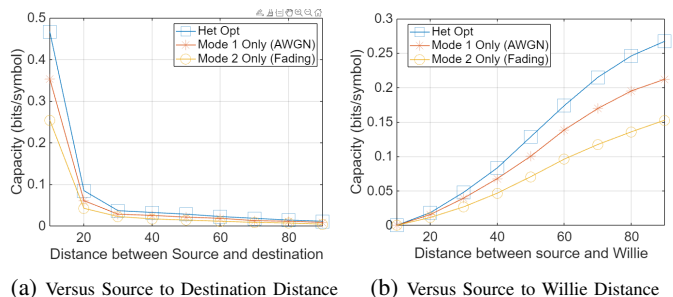 0.5
0.4
0.3
0.2
0.1
0
20
40
60
80
Capacity (bits/symbol)
Distance between Source and destination
Het Opt
Mode 1 Only (AWGN)
Mode 2 Only (Fading)
(a) Versus Source to Destination Distance
0.3
0.25
0.2
0.15
0.1
0.05
0
20
40
60
80
Capacity (bits/symbol)
Distance between source and Willie
Het Opt
Mode 1 Only (AWGN)
Mode 2 Only (Fading)
(b) Versus Source to Willie Distance